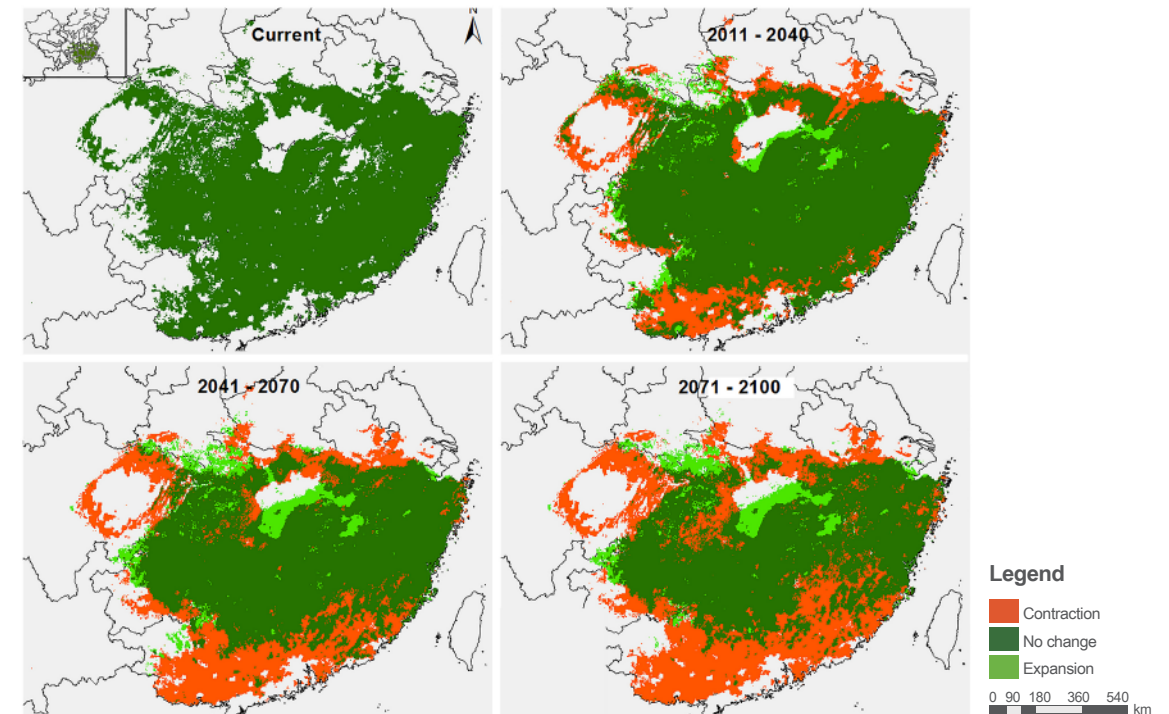 N
Current
2011 - 2040
2041 - 2070
2071 - 2100
Legend
Contraction
No change
Expansion
0 90 180 360 540
km